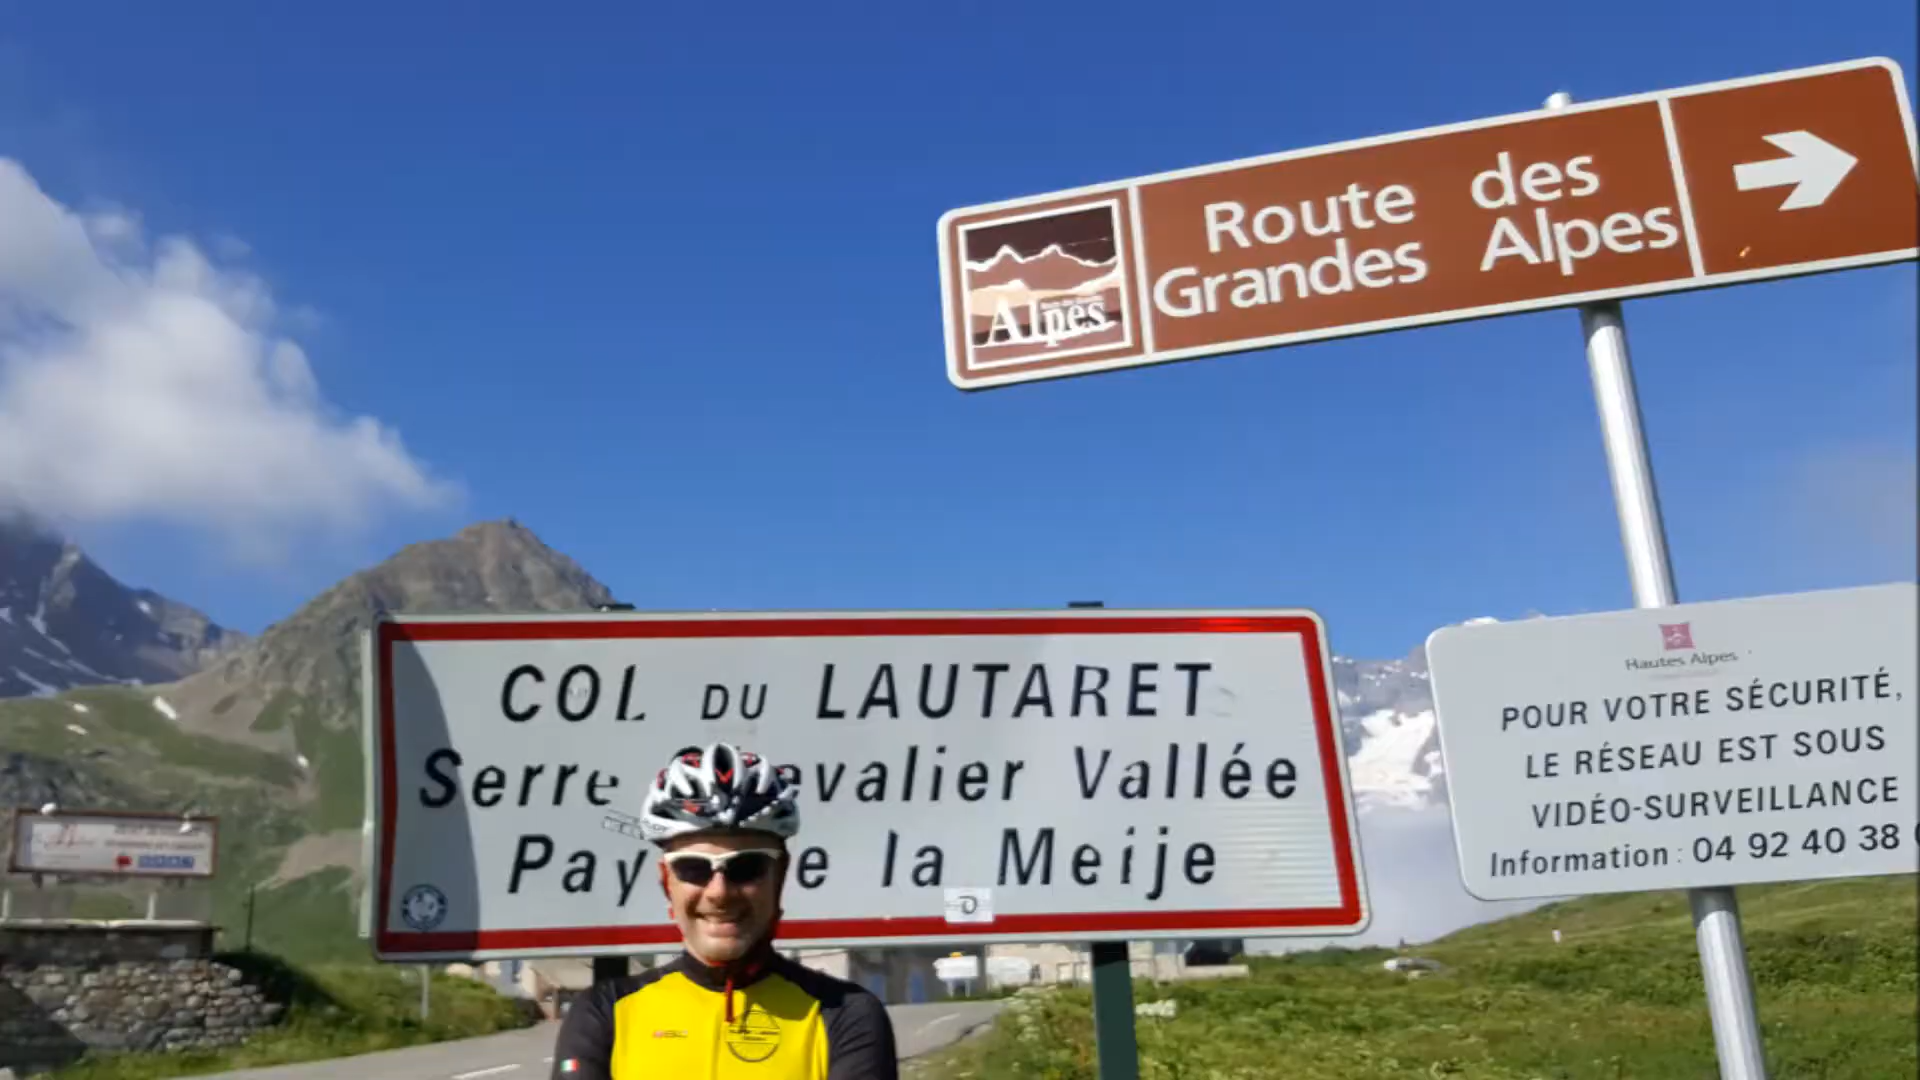 Route des
Grandes Alpes
Alpes
COL DU LAUTARET
Serre evalier Vallée
Pay e la Meije
Hautes Alpes
POUR VOTRE SÉCURITÉ,
LE RÉSEAU EST SOUS
VIDÉO-SURVEILLANCE
Information : 04 92 40 38